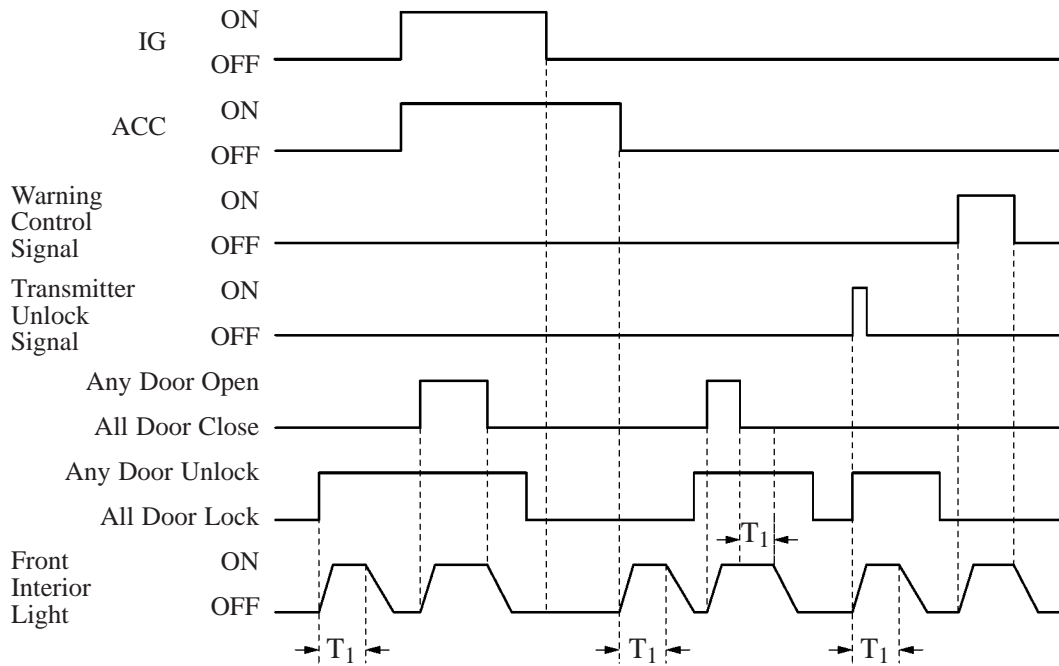 ON
IG
OFF
ON
ACC
OFF
Warning
Control
Signal
ON
OFF
Transmitter
Unlock
Signal
ON
OFF
Any Door Open
All Door Close
Any Door Unlock
All Door Lock
T1
Front
Interior
Light
ON
OFF
T1
T1
T1